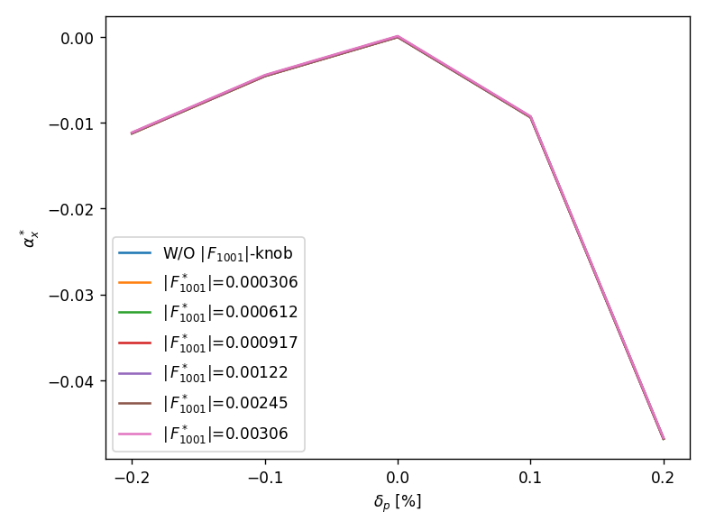 0.00
−0.01
−0.02
−0.03
−0.04
α*ₓ
W/O |F₁₀₀₁|-knob
|F*₁₀₀₁|=0.000306
|F*₁₀₀₁|=0.000612
|F*₁₀₀₁|=0.000917
|F*₁₀₀₁|=0.00122
|F*₁₀₀₁|=0.00245
|F*₁₀₀₁|=0.00306
−0.2 −0.1 0.0 0.1 0.2
δₚ [%]